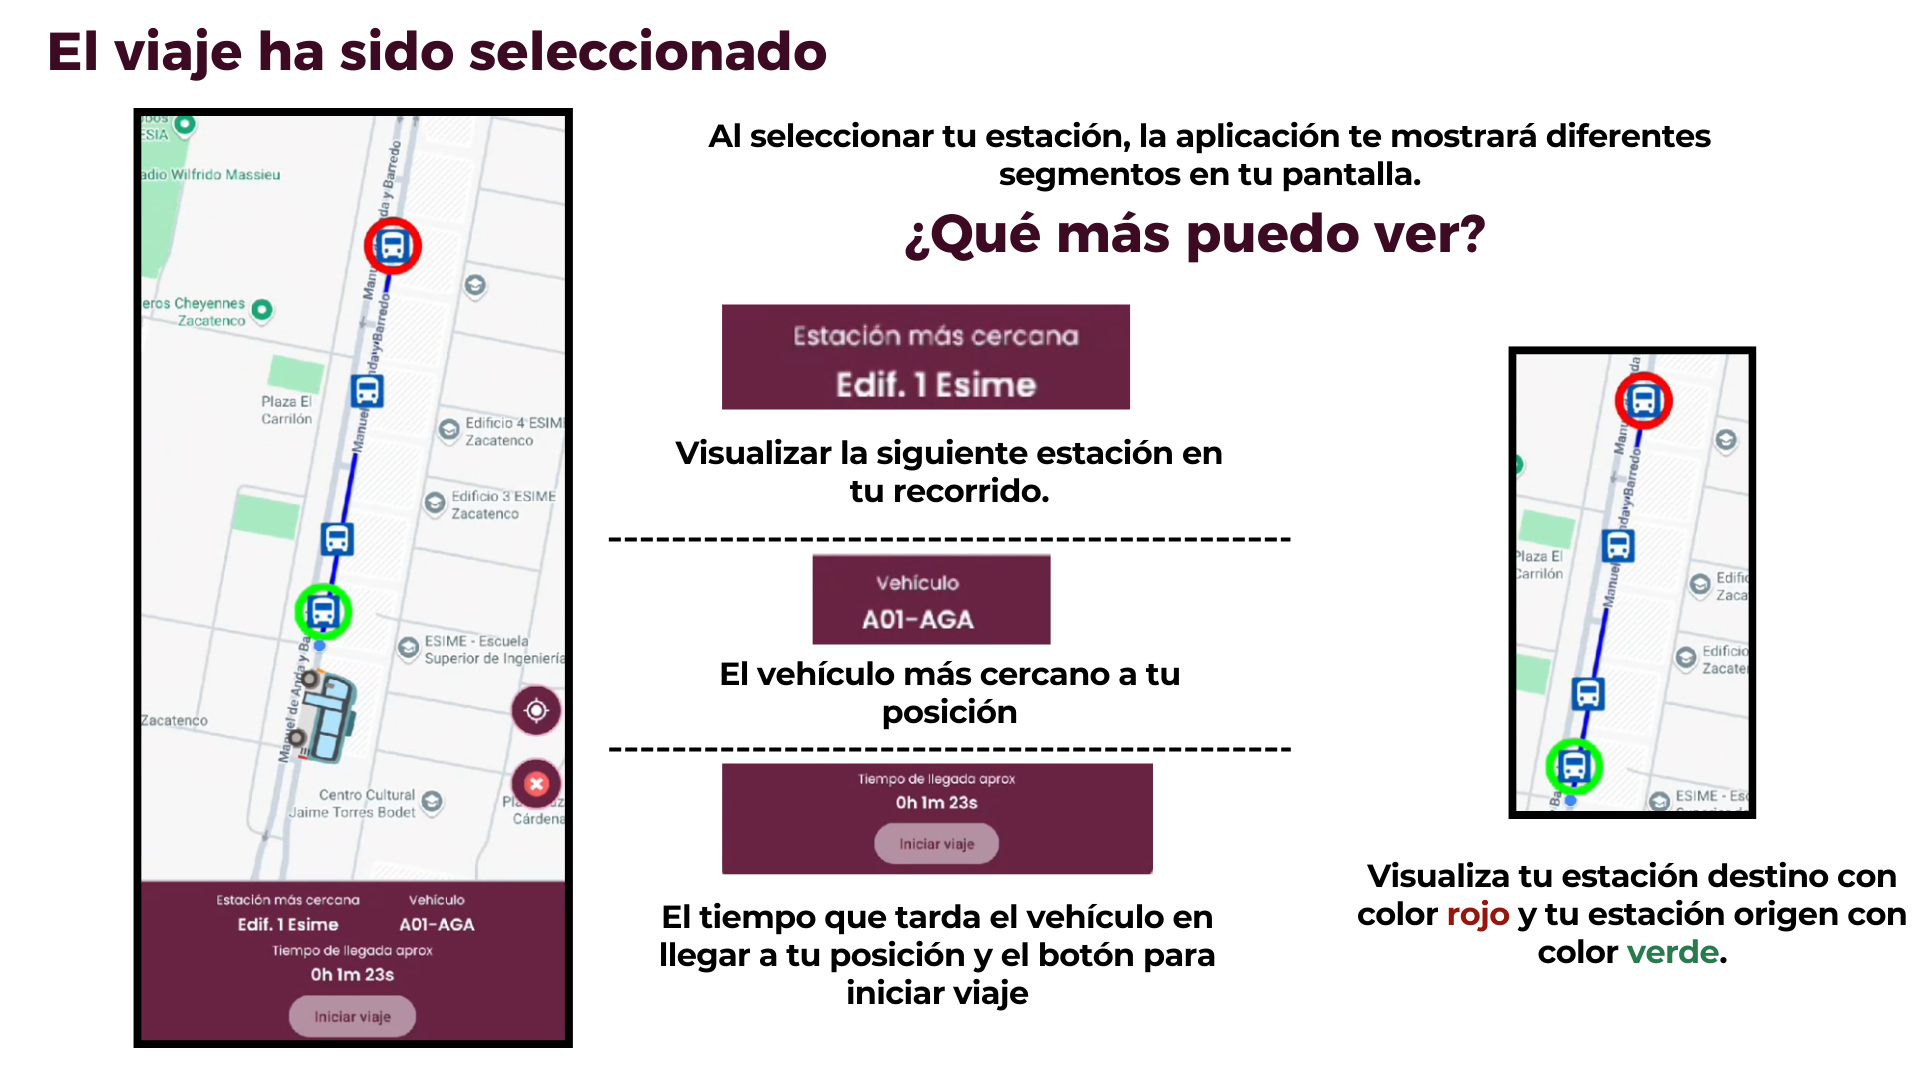 El viaje ha sido seleccionado
ESIA
adio Wilfrido Massieu
eros Cheyennes
Zacatenco
Plaza El
Carrilón
Edificio 4 ESIM
Zacatenco
Edificio 3 ESIME
Zacatenco
ESIME - Escuela
Superior de Ingeniería
Zacatenco
Manuel de Anda y Ba
Centro Cultural
Jaime Torres Bodet
Cárdena
Estación más cercana
Edif. 1 Esime
Vehículo
A01-AGA
Tiempo de llegada aprox
0h 1m 23s
Iniciar viaje
Al seleccionar tu estación, la aplicación te mostrará diferentes
segmentos en tu pantalla.
¿Qué más puedo ver?
Estación más cercana
Edif. 1 Esime
Visualizar la siguiente estación en
tu recorrido.
Vehículo
A01-AGA
El vehículo más cercano a tu
posición
Tiempo de llegada aprox
0h 1m 23s
Iniciar viaje
El tiempo que tarda el vehículo en
llegar a tu posición y el botón para
iniciar viaje
Plaza El
Carrilón
Edific
Zaca
Edificio
Zacate
ESIME - Esc
Visualiza tu estación destino con
color rojo y tu estación origen con
color verde.